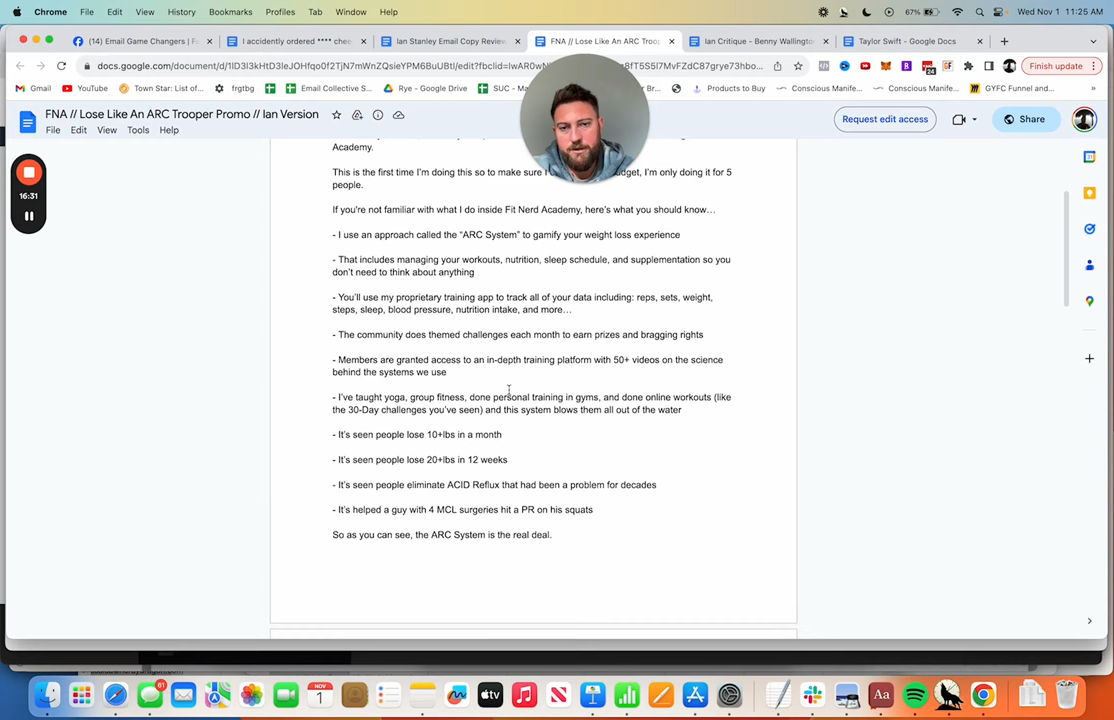 Chrome File Edit View History Bookmarks Profiles Tab Window Help 67% Wed Nov 1 11:25 AM
(14) Email Game Changers | F I accidently ordered **** chee Ian Stanley Email Copy Review FNA // Lose Like An ARC Troop Ian Critique - Benny Wallington Taylor Swift - Google Docs
Finish update
Gmail YouTube Town Star: List of... frgtbg Email Collective S... Rye - Google Drive SUC - Ma Products to Buy Conscious Milkife... Conscious Milkife... GYFC Funnel and...
FNA // Lose Like An ARC Trooper Promo // Ian Version
Request edit access Share
File Edit View Tools Help
16:31
Academy.
This is the first time I'm doing this so to make sure budget, I'm only doing it for 5
people.
If you're not familiar with what I do inside Fit Nerd Academy, here's what you should know…
- I use an approach called the “ARC System” to gamify your weight loss experience
- That includes managing your workouts, nutrition, sleep schedule, and supplementation so you
don't need to think about anything
- You'll use my proprietary training app to track all of your data including: reps, sets, weight,
steps, sleep, blood pressure, nutrition intake, and more…
- The community does themed challenges each month to earn prizes and bragging rights
- Members are granted access to an in-depth training platform with 50+ videos on the science
behind the systems we use
- I've taught yoga, group fitness, done personal training in gyms, and done online workouts (like
the 30-Day challenges you've seen) and this system blows them all out of the water
- It's seen people lose 10+lbs in a month
- It's seen people lose 20+lbs in 12 weeks
- It's seen people eliminate ACID Reflux that had been a problem for decades
- It's helped a guy with 4 MCL surgeries hit a PR on his squats
So as you can see, the ARC System is the real deal.